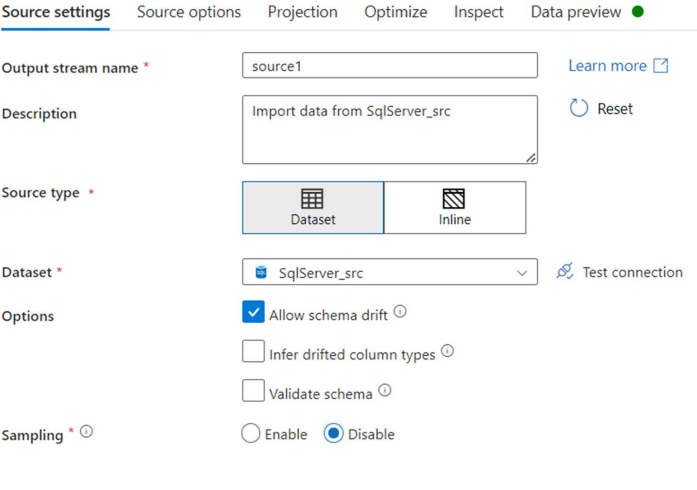 Source settings Source options Projection Optimize Inspect Data preview
Output stream name * source1 Learn more
Description Import data from SqlServer_src Reset
Source type * Dataset Inline
Dataset * SQL SqlServer_src Test connection
Options Allow schema drift
Infer drifted column types
Validate schema
Sampling * Enable Disable